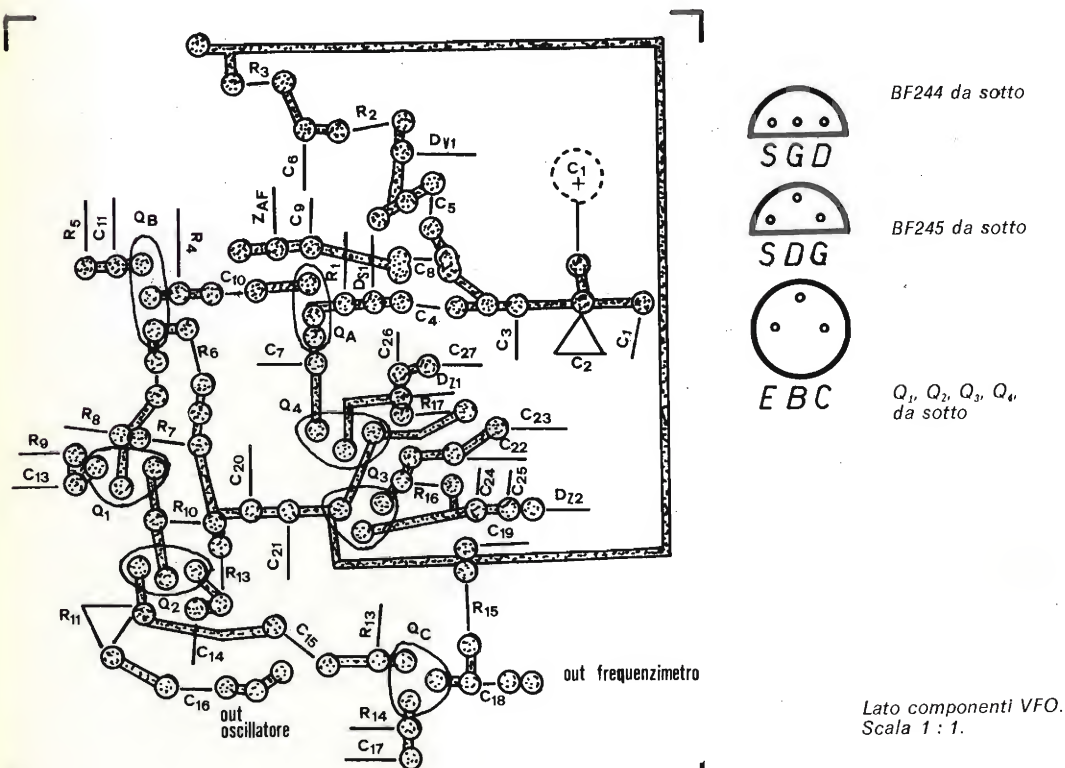 R3
R2
C6
DV1
C1
+
BF244 da sotto
S G D
R5
C11
QB
R4
ZAF
C9
C5
BF245 da sotto
S D G
C10
R1
DS1
C8
C4
C3
C2
C1
QA
R6
C7
C26
C27
DZ1
R17
E B C
Q1, Q2, Q3, Q4,
da sotto
R8
R7
Q4
C23
C22
R9
C13
C20
Q3
R16
C24
C25
DZ2
Q1
R10
C21
C19
R13
Q2
R11
C14
C15
R13
QC
R15
C16
out
oscillatore
R14
C17
C18
out frequenzimetro
Lato componenti VFO.
Scala 1 : 1.